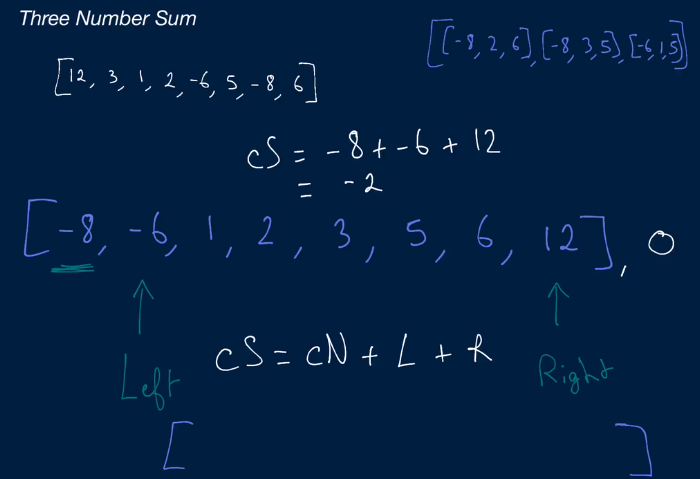 Three Number Sum
[[-8, 2, 6], [-8, 3, 5], [-6, 1, 5]]
[12, 3, 1, 2, -6, 5, -8, 6]
cS = -8 + -6 + 12
= -2
[-8, -6, 1, 2, 3, 5, 6, 12], 0
cS = cN + L + R
Left
Right
[ ]